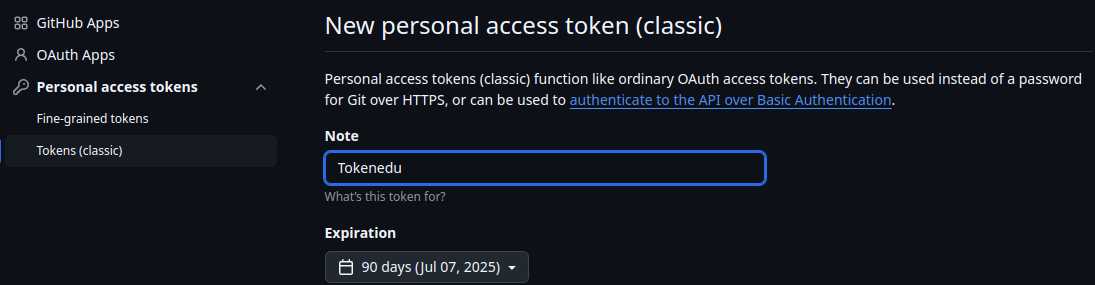 GitHub Apps
OAuth Apps
Personal access tokens
Fine-grained tokens
Tokens (classic)
New personal access token (classic)
Personal access tokens (classic) function like ordinary OAuth access tokens. They can be used instead of a password
for Git over HTTPS, or can be used to authenticate to the API over Basic Authentication.
Note
Tokenedu
What's this token for?
Expiration
90 days (Jul 07, 2025)